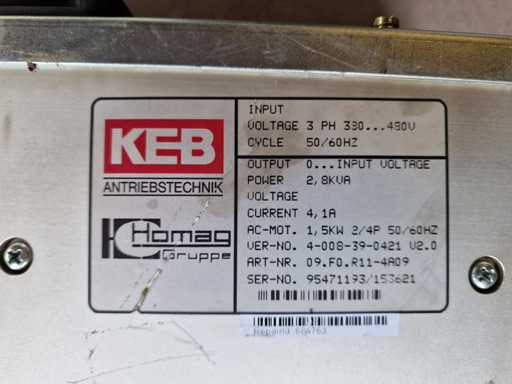 KEB
ANTRIEBSTECHNIK
Homag
Gruppe
INPUT
VOLTAGE 3 PH 380...480V
CYCLE 50/60HZ
OUTPUT 0...INPUT VOLTAGE
POWER 2,8KVA
VOLTAGE
CURRENT 4,1A
AC-MOT. 1,5KW 2/4P 50/60HZ
VER-NO. 4-008-39-0421 V2.0
ART-NR. 09.F0.R11-4A09
SER-NO. 95471193/153621